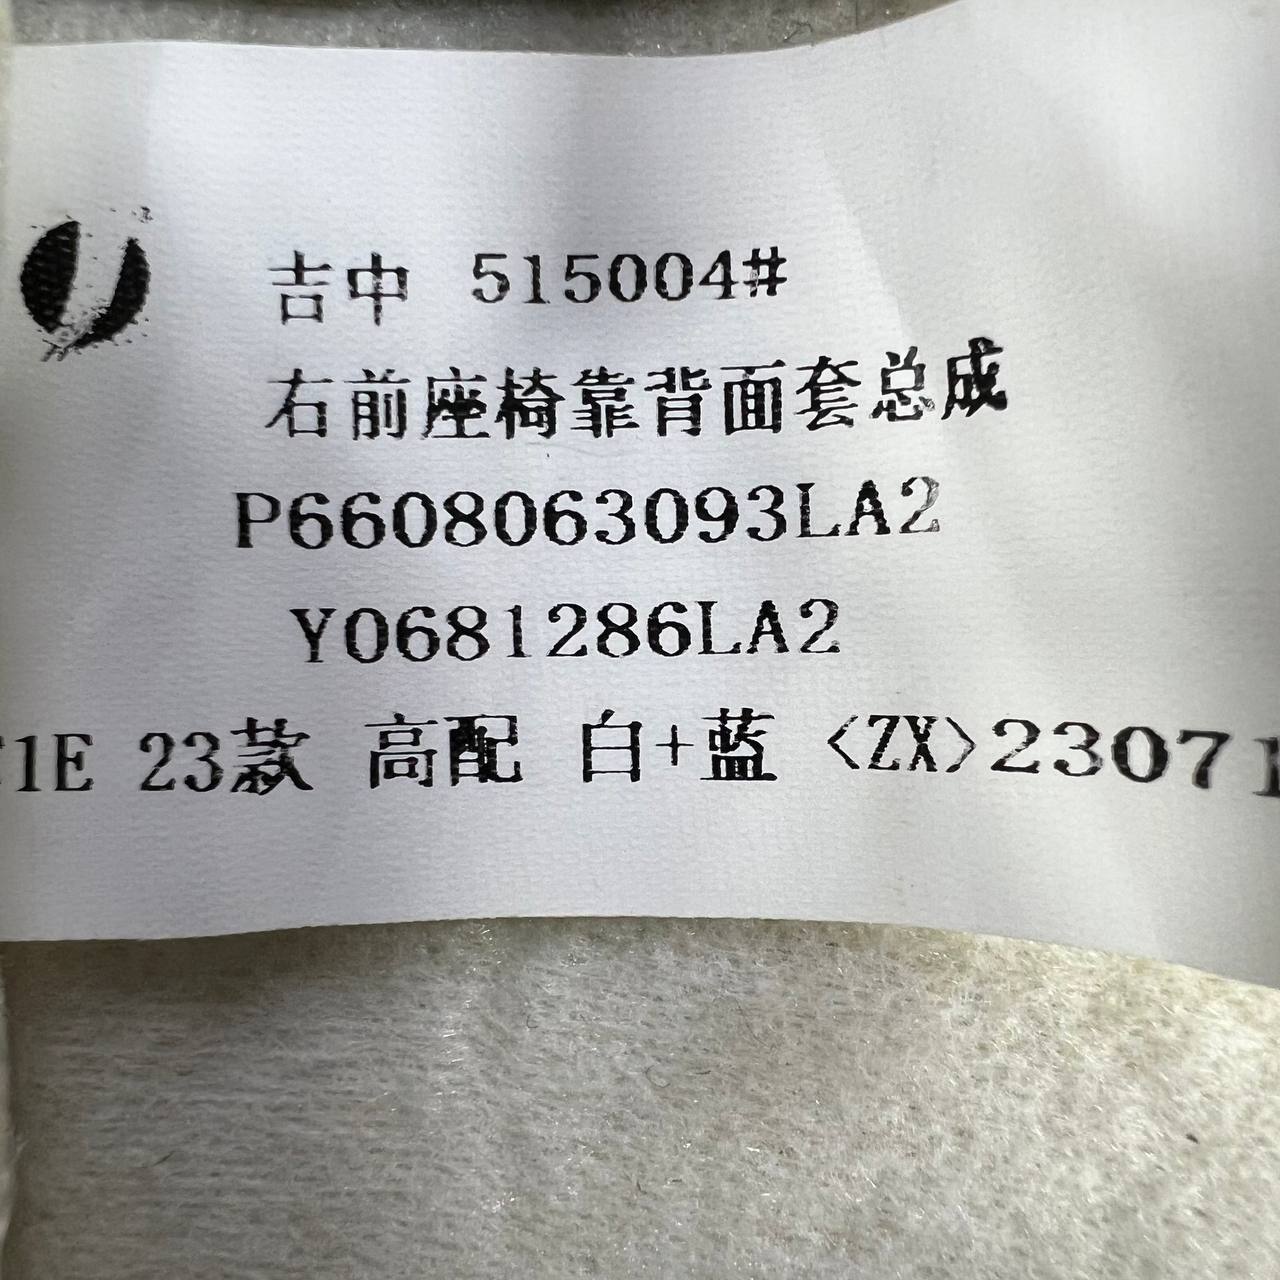 吉中 515004#
右前座椅靠背面套总成
P6608063093LA2
Y0681286LA2
1E 23款 高配 白+蓝 <ZX>23071